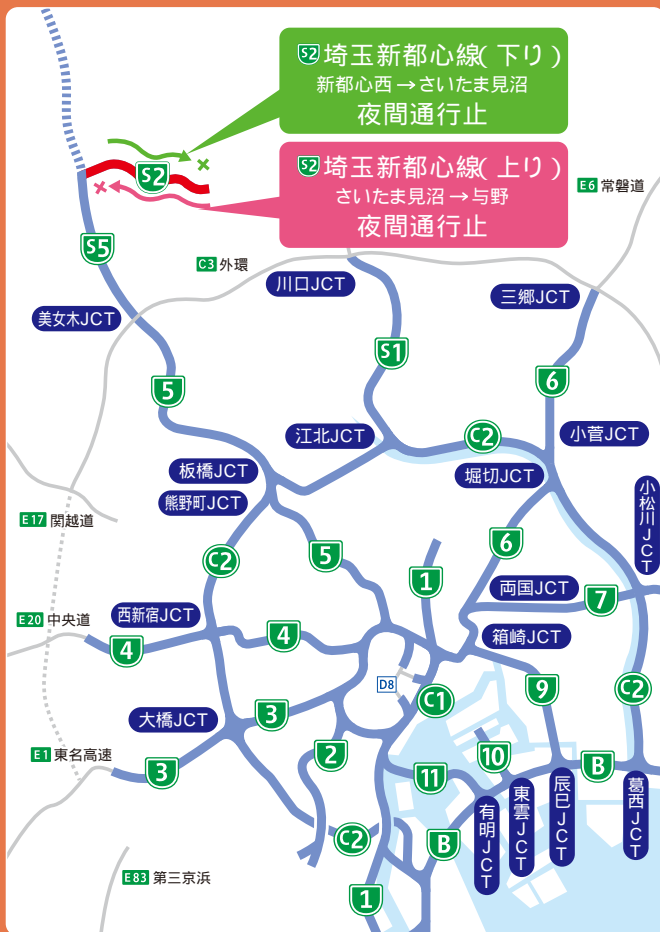 S2 埼玉新都心線(下り)
新都心西→さいたま見沼
夜間通行止
S2 埼玉新都心線(上り)
さいたま見沼→与野
夜間通行止
S2
E6 常磐道
S5
C3 外環
川口JCT
三郷JCT
美女木JCT
S1
5
6
江北JCT
C2
小菅JCT
板橋JCT
堀切JCT
熊野町JCT
小松川JCT
E17 関越道
C2
5
6
1
両国JCT
7
西新宿JCT
E20 中央道
4
4
箱崎JCT
D8
C1
9
C2
大橋JCT
3
E1 東名高速
3
2
11
10
B
有明JCT
東雲JCT
辰巳JCT
葛西JCT
C2
B
E83 第三京浜
1